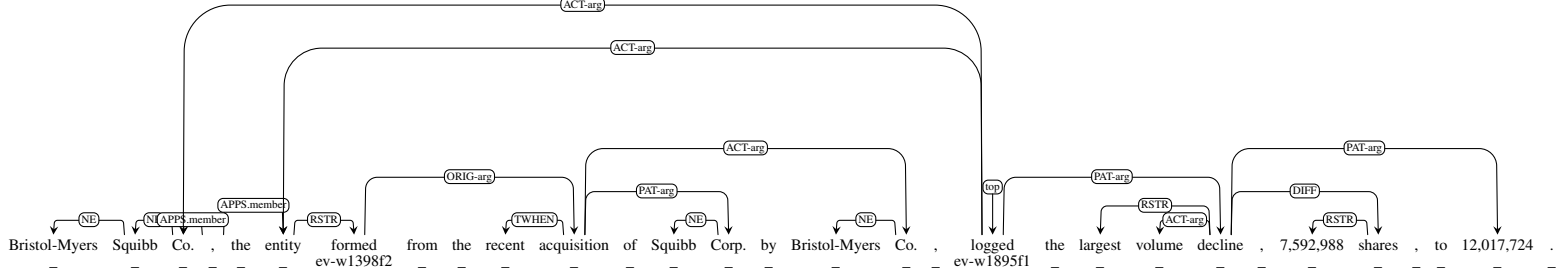 ACT-arg
ACT-arg
ACT-arg PAT-arg
ORIG-arg PAT-arg
top
PAT-arg DIFF
APPS.member RSTR
NE APPS.member RSTR TWHEN NE NE ACT-arg RSTR
Bristol-Myers Squibb Co. , the entity formed from the recent acquisition of Squibb Corp. by Bristol-Myers Co. , logged the largest volume decline , 7,592,988 shares , to 12,017,724 .
ev-w1398f2 ev-w1895f1
_ _ _ _ _ _ _ _ _ _ _ _ _ _ _ _ _ _ _ _ _ _ _ _ _ _ _ _ _